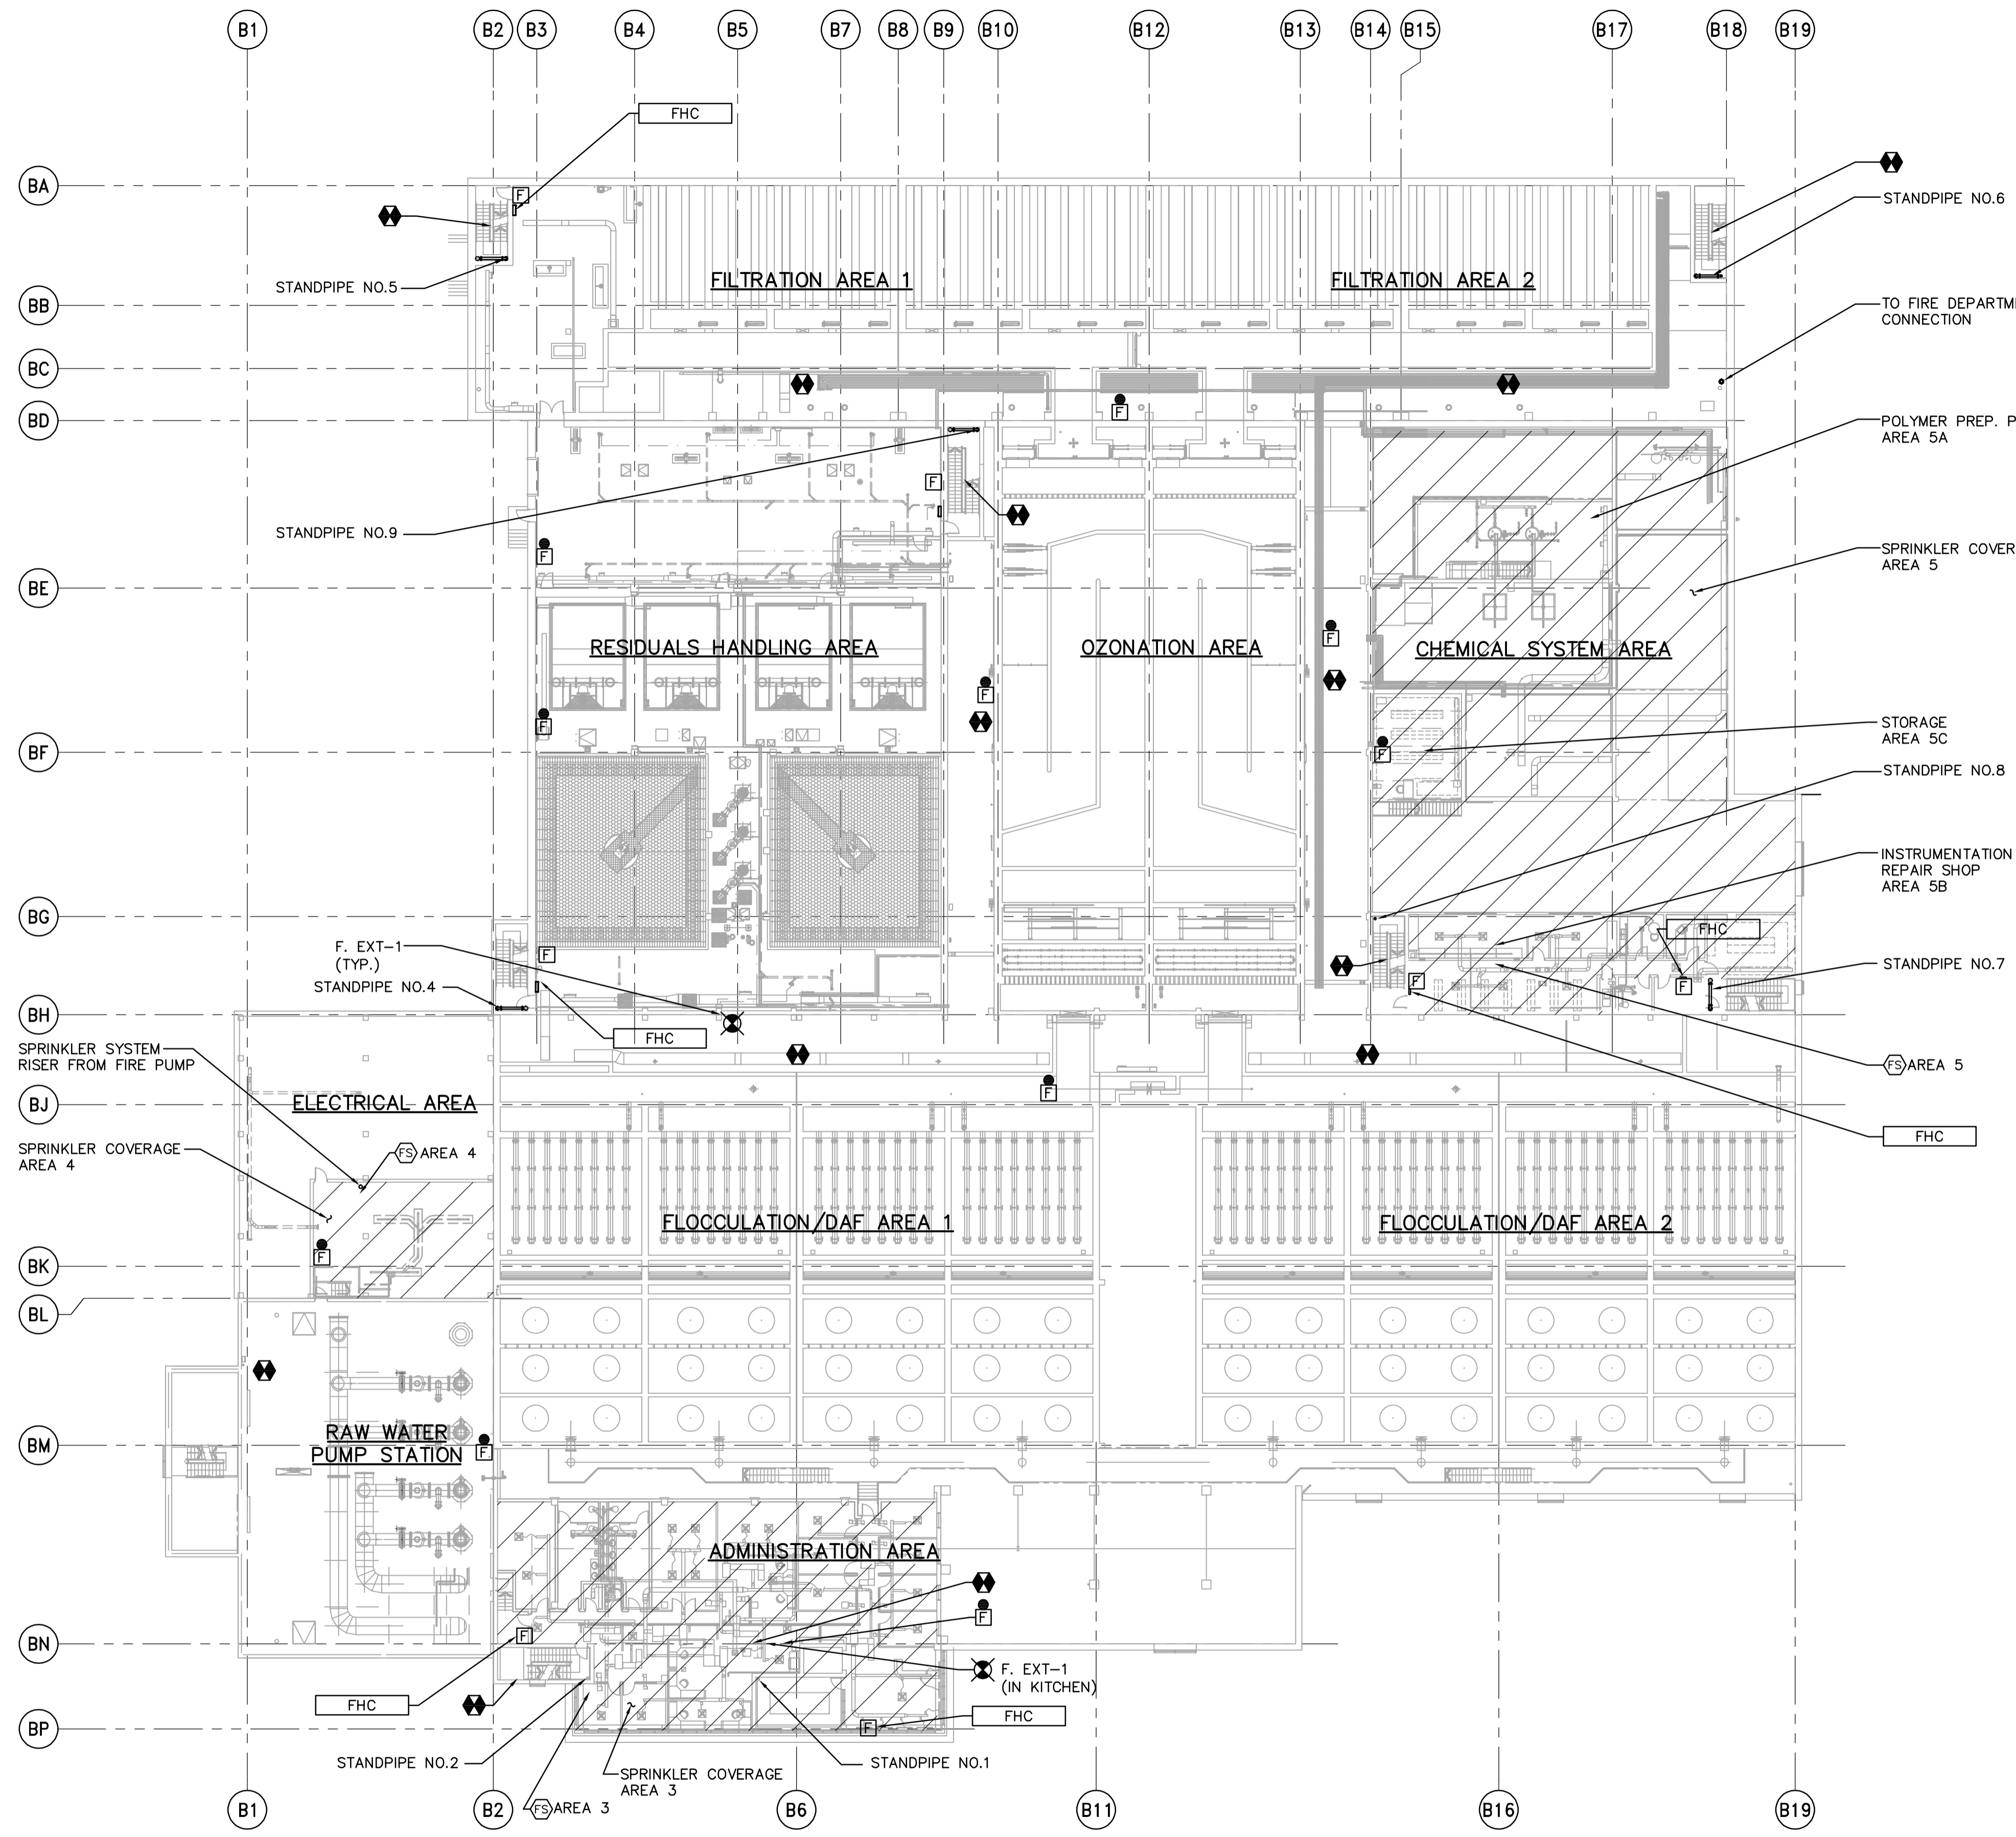 B1 B2 B3 B4 B5 B7 B8 B9 B10 B12 B13 B14 B15 B17 B18 B19
FHC
BA
F
STANDPIPE NO.6
FILTRATION AREA 1
FILTRATION AREA 2
STANDPIPE NO.5
BB
TO FIRE DEPARTM
CONNECTION
BC
F
BD
POLYMER PREP. P
AREA 5A
F
STANDPIPE NO.9
F
SPRINKLER COVER
AREA 5
BE
F
RESIDUALS HANDLING AREA
OZONATION AREA
CHEMICAL SYSTEM AREA
F
F
STORAGE
AREA 5C
BF
F
STANDPIPE NO.8
INSTRUMENTATION
REPAIR SHOP
AREA 5B
BG
FHC
F. EXT-1
(TYP.)
F
STANDPIPE NO.7
F
F
STANDPIPE NO.4
BH
FHC
SPRINKLER SYSTEM
RISER FROM FIRE PUMP
FS AREA 5
F
BJ
ELECTRICAL AREA
FHC
SPRINKLER COVERAGE
AREA 4
FS AREA 4
FLOCCULATION/DAF AREA 1
FLOCCULATION/DAF AREA 2
F
BK
BL
RAW WATER
PUMP STATION
BM
F
ADMINISTRATION AREA
F
BN
F
F. EXT-1
(IN KITCHEN)
FHC
FHC
BP
F
STANDPIPE NO.2
STANDPIPE NO.1
SPRINKLER COVERAGE
AREA 3
FS AREA 3
B1 B2 B6 B11 B16 B19